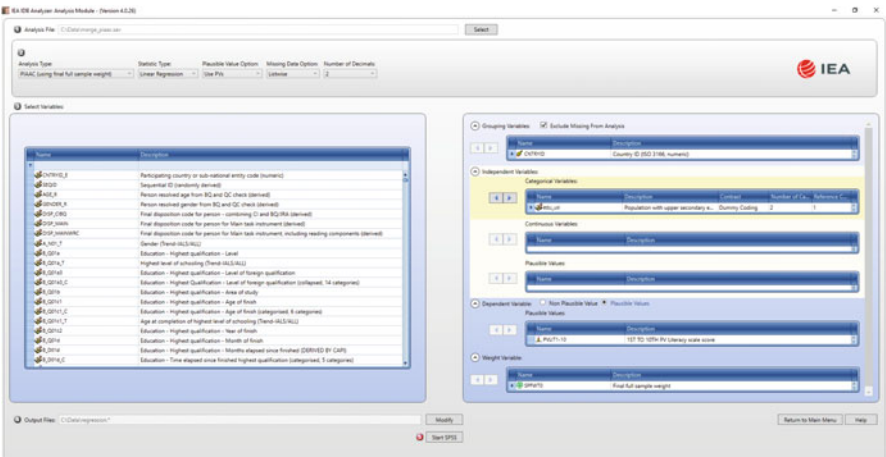 IEA IDB Analyzer Analysis Module - (Version 4.0.26)
Analysis File: C:\Data\merge_piaac.sav Select
Analysis Type: Statistic Type: Plausible Value Option: Missing Data Option: Number of Decimals:
PIAAC (using final full sample weight) Linear Regression Use PVs Listwise 2
IEA
Select Variables:
Name Description
CNTRYID_E Participating country or sub-national entity code (numeric)
SEQID Sequential ID (randomly derived)
AGE_R Person resolved age from BQ and QC check (derived)
GENDER_R Person resolved gender from BQ and QC check (derived)
DISP_CIBQ Final disposition code for person - combining CI and BQ/JRA (derived)
DISP_MAIN Final disposition code for person for Main task instrument (derived)
DISP_MAINWRC Final disposition code for person for Main task instrument, including reading components (derived)
A_N01_T Gender (Trend-IALS/ALL)
B_Q01a Education - Highest qualification - Level
B_Q01a_T Highest level of schooling (Trend-IALS/ALL)
B_Q01a3 Education - Highest qualification - Level of foreign qualification
B_Q01a3_C Education - Highest Qualification - Level of foreign qualification (collapsed, 14 categories)
B_Q01b Education - Highest qualification - Area of study
B_Q01c1 Education - Highest qualification - Age of finish
B_Q01c1_C Education - Highest qualification - Age of finish (categorised, 6 categories)
B_Q01c1_T Age at completion of highest level of schooling (Trend-IALS/ALL)
B_Q01c2 Education - Highest qualification - Year of finish
B_Q01d Education - Highest qualification - Month of finish
B_D01d Education - Highest qualification - Months elapsed since finished (DERIVED BY CAPI)
B_D01d_C Education - Time elapsed since finished highest qualification (categorised, 5 categories)
Grouping Variables: Exclude Missing From Analysis
Name Description
CNTRYID Country ID (ISO 3166, numeric)
Independent Variables:
Categorical Variables:
Name Description Contrast Number of Ca... Reference C...
Population with upper secondary e... Dummy Coding 2 1
Continuous Variables:
Name Description
Plausible Values:
Name Description
Dependent Variable: Non Plausible Value Plausible Values
Plausible Values:
Name Description
PVLIT1-10 1ST TO 10TH PV Literacy scale score
Weight Variable:
Name Description
SPFWT0 Final full sample weight
Output Files: C:\Data\regression.* Modify Return to Main Menu Help
Start SPSS